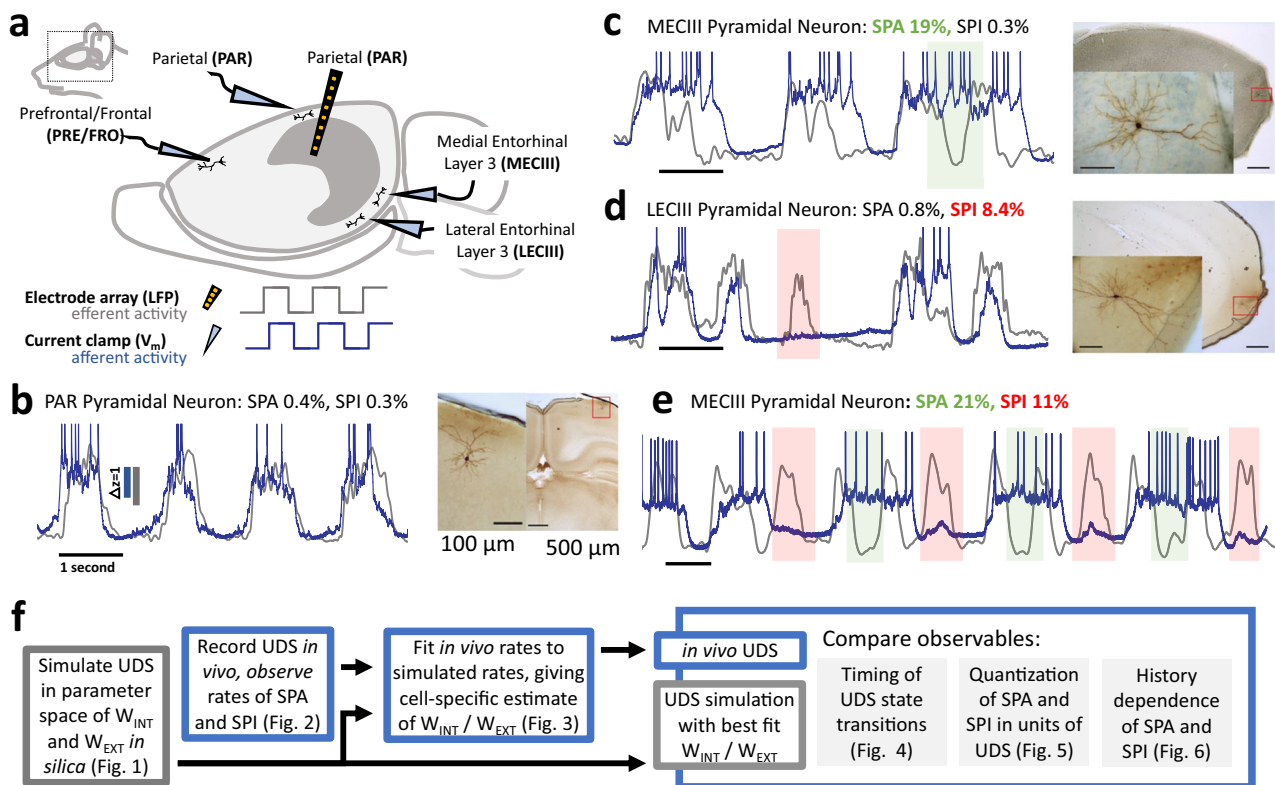 a
Parietal (PAR)
Parietal (PAR)
Prefrontal/Frontal
(PRE/FRO)
Medial Entorhinal
Layer 3 (MECIII)
Lateral Entorhinal
Layer 3 (LECIII)
Electrode array (LFP)
efferent activity
Current clamp (Vm)
afferent activity
b
PAR Pyramidal Neuron: SPA 0.4%, SPI 0.3%
Δz=1
1 second
100 µm
500 µm
c
MECIII Pyramidal Neuron: SPA 19%, SPI 0.3%
d
LECIII Pyramidal Neuron: SPA 0.8%, SPI 8.4%
e
MECIII Pyramidal Neuron: SPA 21%, SPI 11%
f
Simulate UDS
in parameter
space of WINT
and WEXT in
silica (Fig. 1)
Record UDS in
vivo, observe
rates of SPA
and SPI (Fig. 2)
Fit in vivo rates to
simulated rates, giving
cell-specific estimate
of WINT / WEXT (Fig. 3)
in vivo UDS
UDS simulation
with best fit
WINT / WEXT
Compare observables:
Timing of
UDS state
transitions
(Fig. 4)
Quantization
of SPA and
SPI in units of
UDS (Fig. 5)
History
dependence
of SPA and
SPI (Fig. 6)